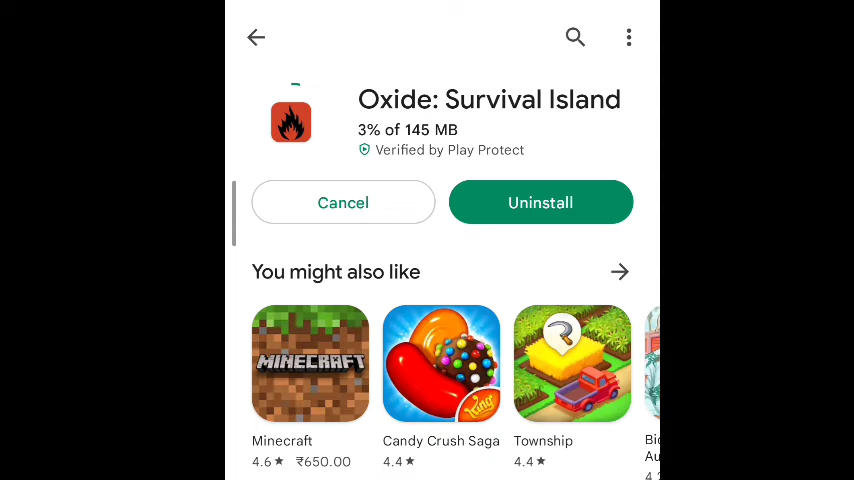 Oxide: Survival Island
3% of 145 MB
Verified by Play Protect
Cancel
Uninstall
You might also like
MINECRAFT
King
Minecraft
Candy Crush Saga
Township
4.6★ ₹650.00
4.4★
4.4★